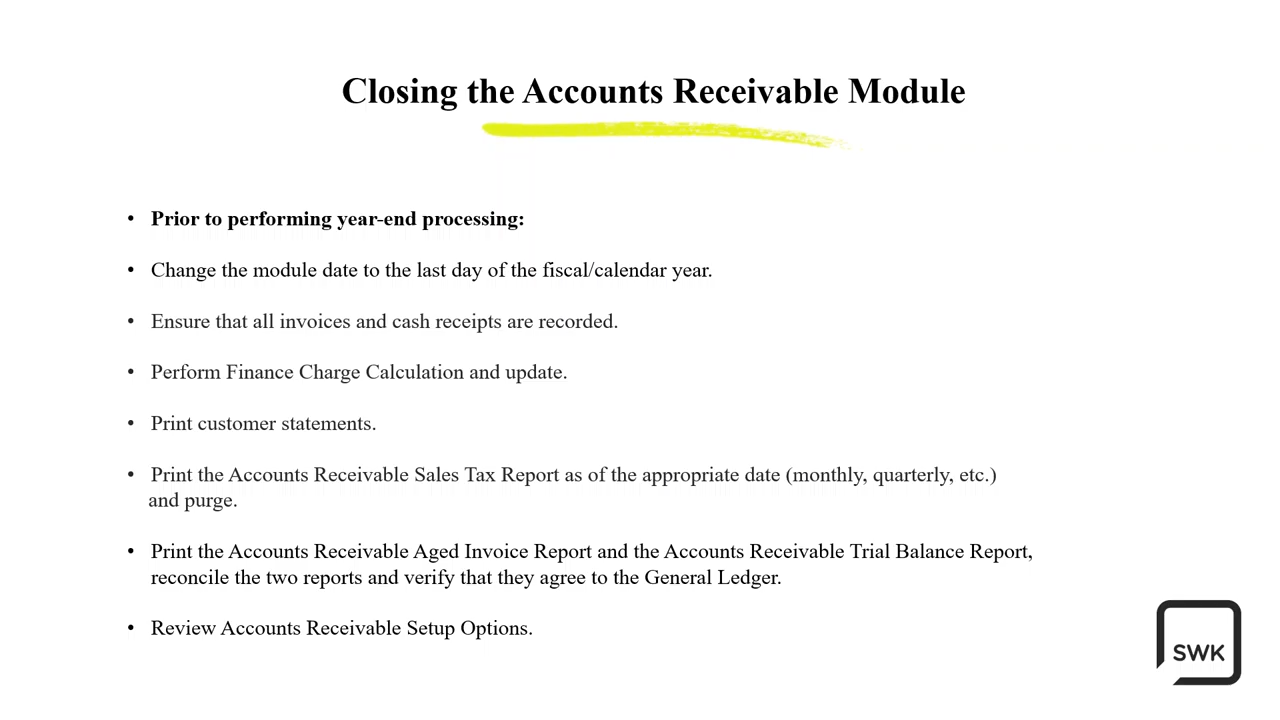 Closing the Accounts Receivable Module
• Prior to performing year-end processing:
• Change the module date to the last day of the fiscal/calendar year.
• Ensure that all invoices and cash receipts are recorded.
• Perform Finance Charge Calculation and update.
• Print customer statements.
• Print the Accounts Receivable Sales Tax Report as of the appropriate date (monthly, quarterly, etc.)
and purge.
• Print the Accounts Receivable Aged Invoice Report and the Accounts Receivable Trial Balance Report,
reconcile the two reports and verify that they agree to the General Ledger.
• Review Accounts Receivable Setup Options.
SWK